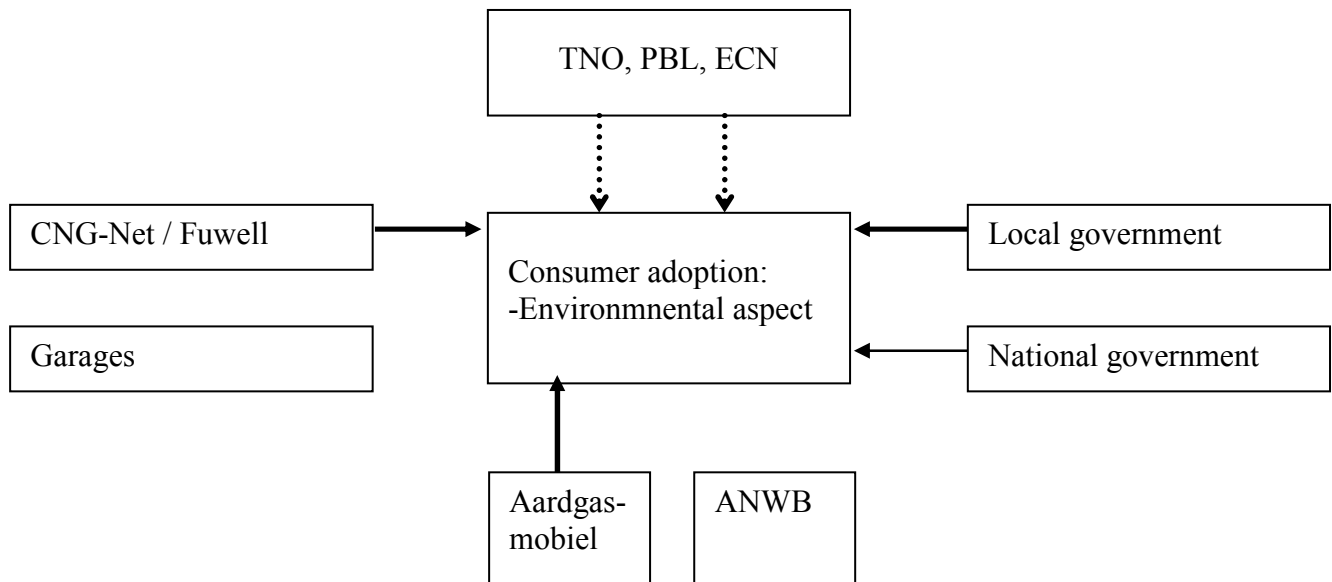 TNO, PBL, ECN
CNG-Net / Fuwell
Local government
Consumer adoption:
-Environmnental aspect
Garages
National government
Aardgas-
mobiel
ANWB